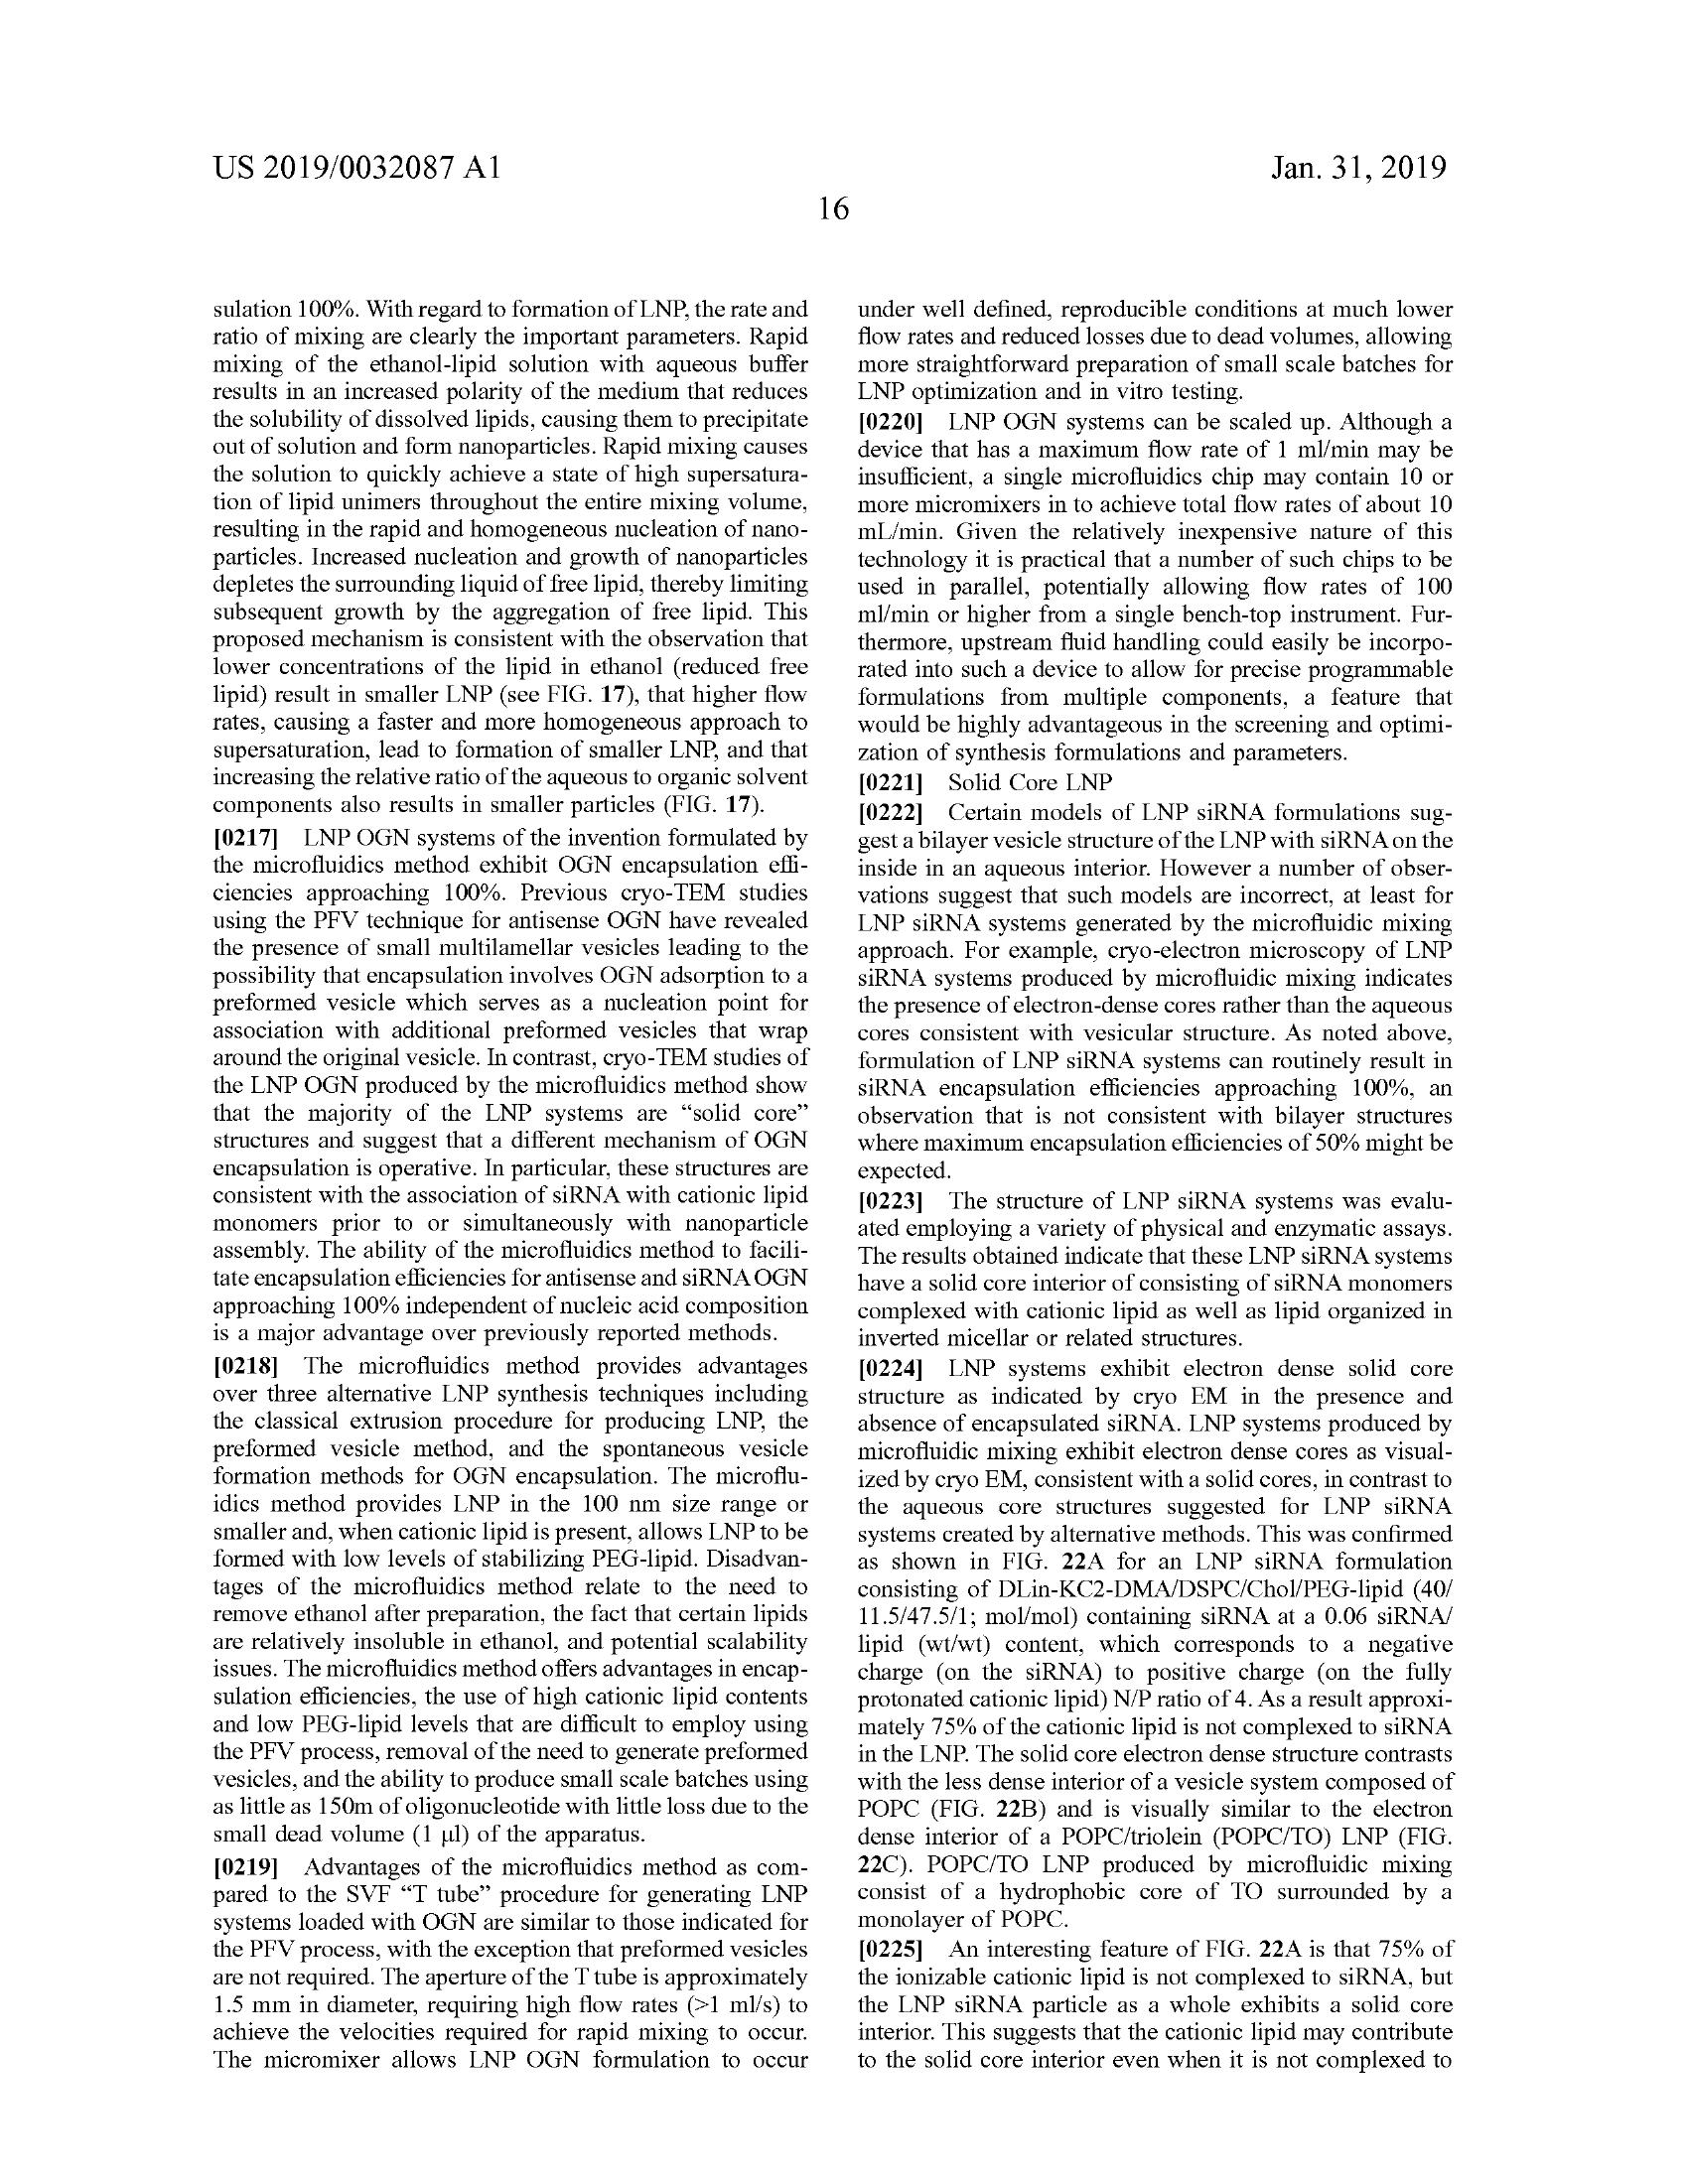 US 2019/0032087 A1
Jan. 31, 2019
16
sulation 100%. With regard to formation of LNP, the rate and
ratio of mixing are clearly the important parameters. Rapid
mixing of the ethanol-lipid solution with aqueous buffer
results in an increased polarity of the medium that reduces
the solubility of dissolved lipids, causing them to precipitate
out of solution and form nanoparticles. Rapid mixing causes
the solution to quickly achieve a state of high supersatura-
tion of lipid unimers throughout the entire mixing volume,
resulting in the rapid and homogeneous nucleation of nano-
particles. Increased nucleation and growth of nanoparticles
depletes the surrounding liquid of free lipid, thereby limiting
subsequent growth by the aggregation of free lipid. This
proposed mechanism is consistent with the observation that
lower concentrations of the lipid in ethanol (reduced free
lipid) result in smaller LNP (see FIG. 17), that higher flow
rates, causing a faster and more homogeneous approach to
supersaturation, lead to formation of smaller LNP, and that
increasing the relative ratio of the aqueous to organic solvent
components also results in smaller particles (FIG. 17).
[0217] LNP OGN systems of the invention formulated by
the microfluidics method exhibit OGN encapsulation effi-
ciencies approaching 100%. Previous cryo-TEM studies
using the PFV technique for antisense OGN have revealed
the presence of small multilamellar vesicles leading to the
possibility that encapsulation involves OGN adsorption to a
preformed vesicle which serves as a nucleation point for
association with additional preformed vesicles that wrap
around the original vesicle. In contrast, cryo-TEM studies of
the LNP OGN produced by the microfluidics method show
that the majority of the LNP systems are “solid core”
structures and suggest that a different mechanism of OGN
encapsulation is operative. In particular, these structures are
consistent with the association of siRNA with cationic lipid
monomers prior to or simultaneously with nanoparticle
assembly. The ability of the microfluidics method to facili-
tate encapsulation efficiencies for antisense and siRNA OGN
approaching 100% independent of nucleic acid composition
is a major advantage over previously reported methods.
[0218] The microfluidics method provides advantages
over three alternative LNP synthesis techniques including
the classical extrusion procedure for producing LNP, the
preformed vesicle method, and the spontaneous vesicle
formation methods for OGN encapsulation. The microflu-
idics method provides LNP in the 100 nm size range or
smaller and, when cationic lipid is present, allows LNP to be
formed with low levels of stabilizing PEG-lipid. Disadvan-
tages of the microfluidics method relate to the need to
remove ethanol after preparation, the fact that certain lipids
are relatively insoluble in ethanol, and potential scalability
issues. The microfluidics method offers advantages in encap-
sulation efficiencies, the use of high cationic lipid contents
and low PEG-lipid levels that are difficult to employ using
the PFV process, removal of the need to generate preformed
vesicles, and the ability to produce small scale batches using
as little as 150m of oligonucleotide with little loss due to the
small dead volume (1 μl) of the apparatus.
[0219] Advantages of the microfluidics method as com-
pared to the SVF “T tube” procedure for generating LNP
systems loaded with OGN are similar to those indicated for
the PFV process, with the exception that preformed vesicles
are not required. The aperture of the T tube is approximately
1.5 mm in diameter, requiring high flow rates (>1 ml/s) to
achieve the velocities required for rapid mixing to occur.
The micromixer allows LNP OGN formulation to occur
under well defined, reproducible conditions at much lower
flow rates and reduced losses due to dead volumes, allowing
more straightforward preparation of small scale batches for
LNP optimization and in vitro testing.
[0220] LNP OGN systems can be scaled up. Although a
device that has a maximum flow rate of 1 ml/min may be
insufficient, a single microfluidics chip may contain 10 or
more micromixers in to achieve total flow rates of about 10
mL/min. Given the relatively inexpensive nature of this
technology it is practical that a number of such chips to be
used in parallel, potentially allowing flow rates of 100
ml/min or higher from a single bench-top instrument. Fur-
thermore, upstream fluid handling could easily be incorpo-
rated into such a device to allow for precise programmable
formulations from multiple components, a feature that
would be highly advantageous in the screening and optimi-
zation of synthesis formulations and parameters.
[0221] Solid Core LNP
[0222] Certain models of LNP siRNA formulations sug-
gest a bilayer vesicle structure of the LNP with siRNA on the
inside in an aqueous interior. However a number of obser-
vations suggest that such models are incorrect, at least for
LNP siRNA systems generated by the microfluidic mixing
approach. For example, cryo-electron microscopy of LNP
siRNA systems produced by microfluidic mixing indicates
the presence of electron-dense cores rather than the aqueous
cores consistent with vesicular structure. As noted above,
formulation of LNP siRNA systems can routinely result in
siRNA encapsulation efficiencies approaching 100%, an
observation that is not consistent with bilayer structures
where maximum encapsulation efficiencies of 50% might be
expected.
[0223] The structure of LNP siRNA systems was evalu-
ated employing a variety of physical and enzymatic assays.
The results obtained indicate that these LNP siRNA systems
have a solid core interior of consisting of siRNA monomers
complexed with cationic lipid as well as lipid organized in
inverted micellar or related structures.
[0224] LNP systems exhibit electron dense solid core
structure as indicated by cryo EM in the presence and
absence of encapsulated siRNA. LNP systems produced by
microfluidic mixing exhibit electron dense cores as visual-
ized by cryo EM, consistent with a solid cores, in contrast to
the aqueous core structures suggested for LNP siRNA
systems created by alternative methods. This was confirmed
as shown in FIG. 22A for an LNP siRNA formulation
consisting of DLin-KC2-DMA/DSPC/Chol/PEG-lipid (40/
11.5/47.5/1; mol/mol) containing siRNA at a 0.06 siRNA/
lipid (wt/wt) content, which corresponds to a negative
charge (on the siRNA) to positive charge (on the fully
protonated cationic lipid) N/P ratio of 4. As a result approxi-
mately 75% of the cationic lipid is not complexed to siRNA
in the LNP. The solid core electron dense structure contrasts
with the less dense interior of a vesicle system composed of
POPC (FIG. 22B) and is visually similar to the electron
dense interior of a POPC/triolein (POPC/TO) LNP (FIG.
22C). POPC/TO LNP produced by microfluidic mixing
consist of a hydrophobic core of TO surrounded by a
monolayer of POPC.
[0225] An interesting feature of FIG. 22A is that 75% of
the ionizable cationic lipid is not complexed to siRNA, but
the LNP siRNA particle as a whole exhibits a solid core
interior. This suggests that the cationic lipid may contribute
to the solid core interior even when it is not complexed to